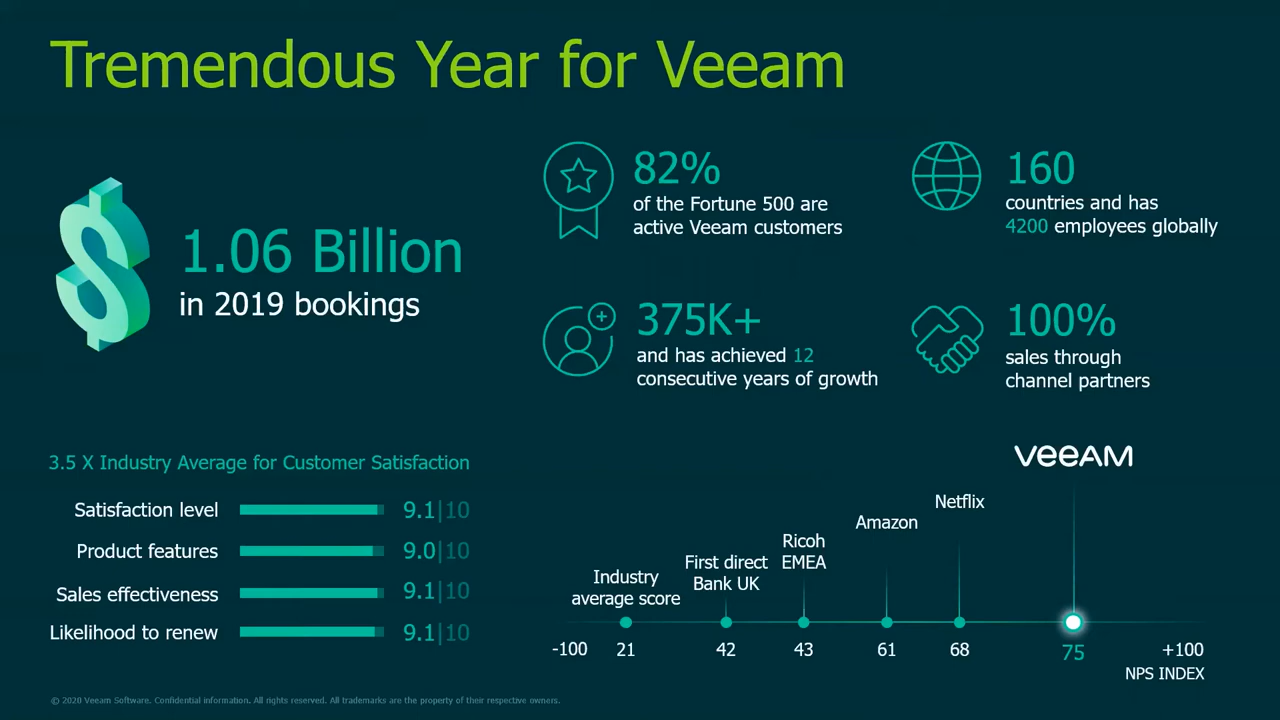 Tremendous Year for Veeam
1.06 Billion
in 2019 bookings
82%
of the Fortune 500 are
active Veeam customers
160
countries and has
4200 employees globally
375K+
and has achieved 12
consecutive years of growth
100%
sales through
channel partners
3.5 X Industry Average for Customer Satisfaction
Satisfaction level 9.1|10
Product features 9.0|10
Sales effectiveness 9.1|10
Likelihood to renew 9.1|10
VeeAM
Netflix
Amazon
Ricoh
EMEA
First direct
Bank UK
Industry
average score
-100 21 42 43 61 68 75 +100
NPS INDEX
© 2020 Veeam Software. Confidential information. All rights reserved. All trademarks are the property of their respective owners.